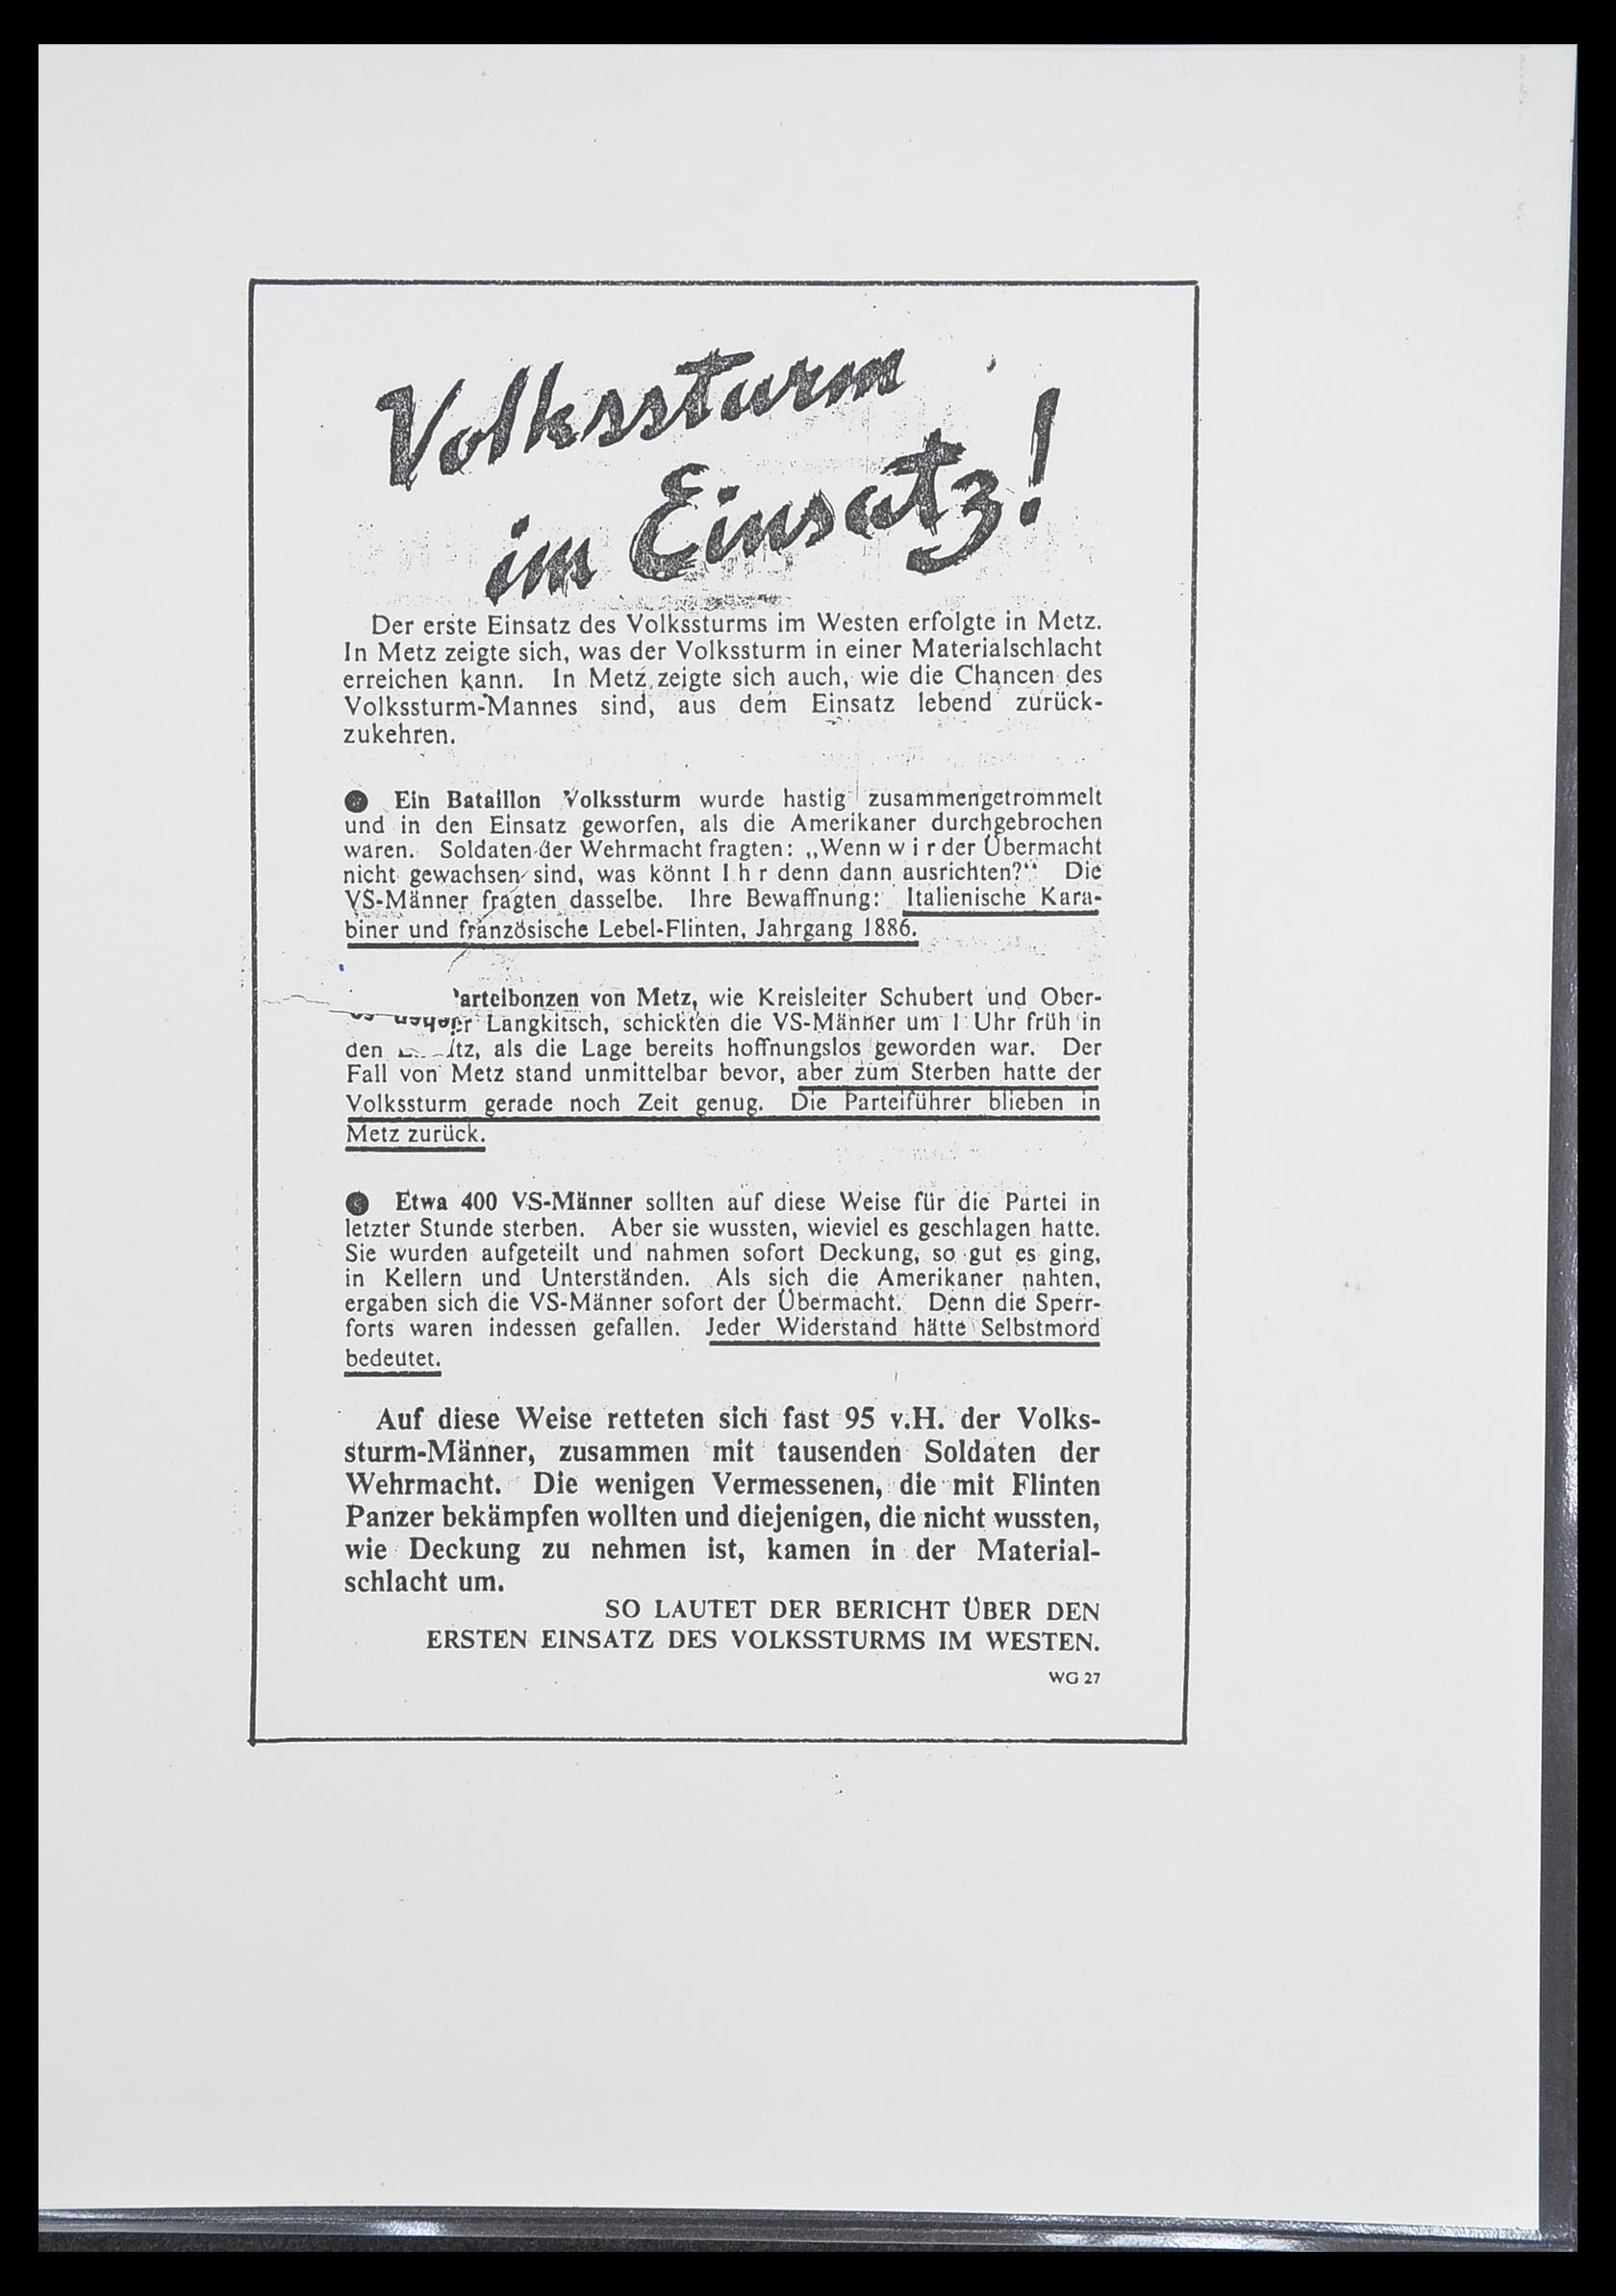 Volkssturm
im Einsatz!
Der erste Einsatz des Volkssturms im Westen erfolgte in Metz.
In Metz zeigte sich, was der Volkssturm in einer Materialschlacht
erreichen kann. In Metz zeigte sich auch, wie die Chancen des
Volkssturm-Mannes sind, aus dem Einsatz lebend zurück-
zukehren.
● Ein Bataillon Volkssturm wurde hastig zusammengetrommelt
und in den Einsatz geworfen, als die Amerikaner durchgebrochen
waren. Soldaten der Wehrmacht fragten: „Wenn w i r der Übermacht
nicht gewachsen sind, was könnt I h r denn dann ausrichten?“ Die
VS-Männer fragten dasselbe. Ihre Bewaffnung: Italienische Kara-
biner und französische Lebel-Flinten, Jahrgang 1886.
arteibonzen von Metz, wie Kreisleiter Schubert und Ober-
Langkitsch, schickten die VS-Männer um 1 Uhr früh in
den tz, als die Lage bereits hoffnungslos geworden war. Der
Fall von Metz stand unmittelbar bevor, aber zum Sterben hatte der
Volkssturm gerade noch Zeit genug. Die Parteiführer blieben in
Metz zurück.
● Etwa 400 VS-Männer sollten auf diese Weise für die Partei in
letzter Stunde sterben. Aber sie wussten, wieviel es geschlagen hatte.
Sie wurden aufgeteilt und nahmen sofort Deckung, so gut es ging,
in Kellern und Unterständen. Als sich die Amerikaner nahten,
ergaben sich die VS-Männer sofort der Übermacht. Denn die Sperr-
forts waren indessen gefallen. Jeder Widerstand hätte Selbstmord
bedeutet.
Auf diese Weise retteten sich fast 95 v.H. der Volks-
sturm-Männer, zusammen mit tausenden Soldaten der
Wehrmacht. Die wenigen Vermessenen, die mit Flinten
Panzer bekämpfen wollten und diejenigen, die nicht wussten,
wie Deckung zu nehmen ist, kamen in der Material-
schlacht um.
SO LAUTET DER BERICHT ÜBER DEN
ERSTEN EINSATZ DES VOLKSSTURMS IM WESTEN.
WG 27